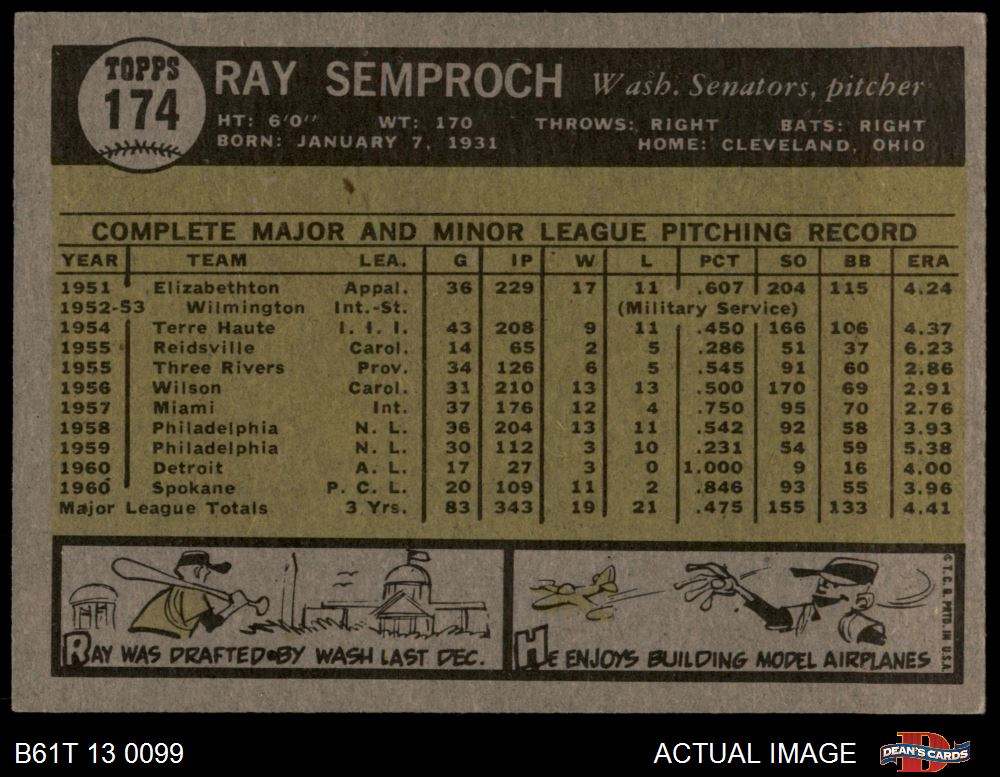 TOPPS
174
RAY SEMPROCH Wash. Senators, pitcher
HT: 6'0" WT: 170 THROWS: RIGHT BATS: RIGHT
BORN: JANUARY 7, 1931 HOME: CLEVELAND, OHIO
COMPLETE MAJOR AND MINOR LEAGUE PITCHING RECORD
YEAR TEAM LEA. G IP W L PCT SO BB ERA
1951 Elizabethton Appal. 36 229 17 11 .607 204 115 4.24
1952-53 Wilmington Int.-St. (Military Service)
1954 Terre Haute I. I. I. 43 208 9 11 .450 166 106 4.37
1955 Reidsville Carol. 14 65 2 5 .286 51 37 6.23
1955 Three Rivers Prov. 34 126 6 5 .545 91 60 2.86
1956 Wilson Carol. 31 210 13 13 .500 170 69 2.91
1957 Miami Int. 37 176 12 4 .750 95 70 2.76
1958 Philadelphia N. L. 36 204 13 11 .542 92 58 3.93
1959 Philadelphia N. L. 30 112 3 10 .231 54 59 5.38
1960 Detroit A. L. 17 27 3 0 1.000 9 16 4.00
1960 Spokane P. C. L. 20 109 11 2 .846 93 55 3.96
Major League Totals 3 Yrs. 83 343 19 21 .475 155 133 4.41
RAY WAS DRAFTED BY WASH LAST DEC.
HE ENJOYS BUILDING MODEL AIRPLANES
© T.C.G. PRTD. IN U.S.A.
B61T 13 0099 ACTUAL IMAGE
DEAN'S CARDS